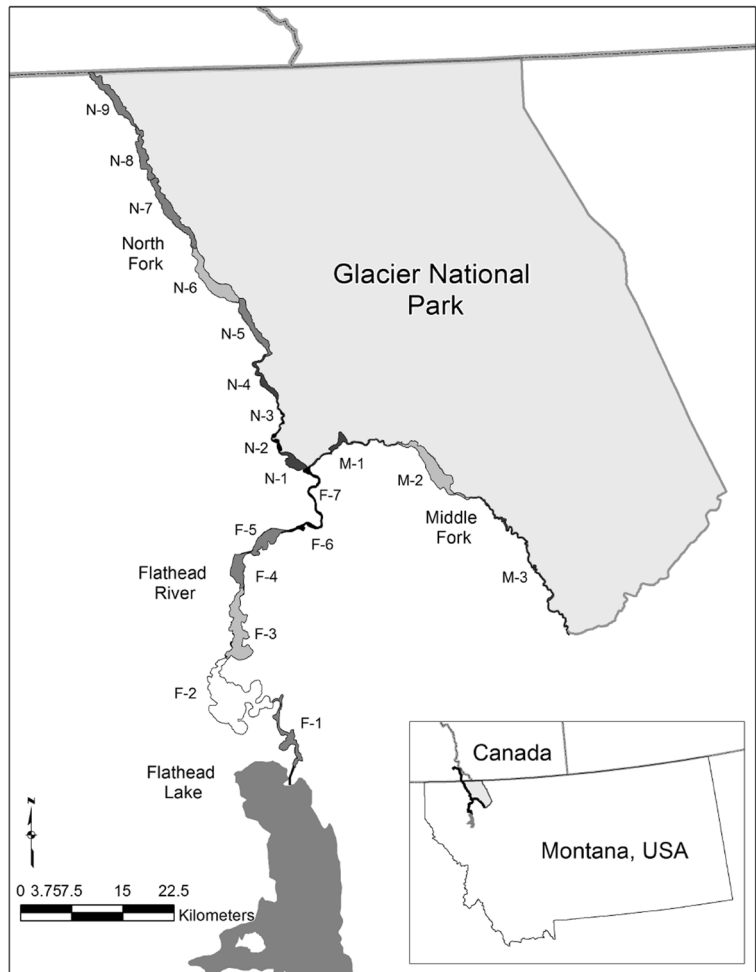 N-9
N-8
N-7
North
Fork
N-6
Glacier National
Park
N-5
N-4
N-3
N-2
N-1
M-1
M-2
F-7
Middle
Fork
F-5
F-6
M-3
Flathead
River
F-4
F-3
F-2
F-1
Flathead
Lake
Canada
Montana, USA
N
0 3.757.5 15 22.5
Kilometers